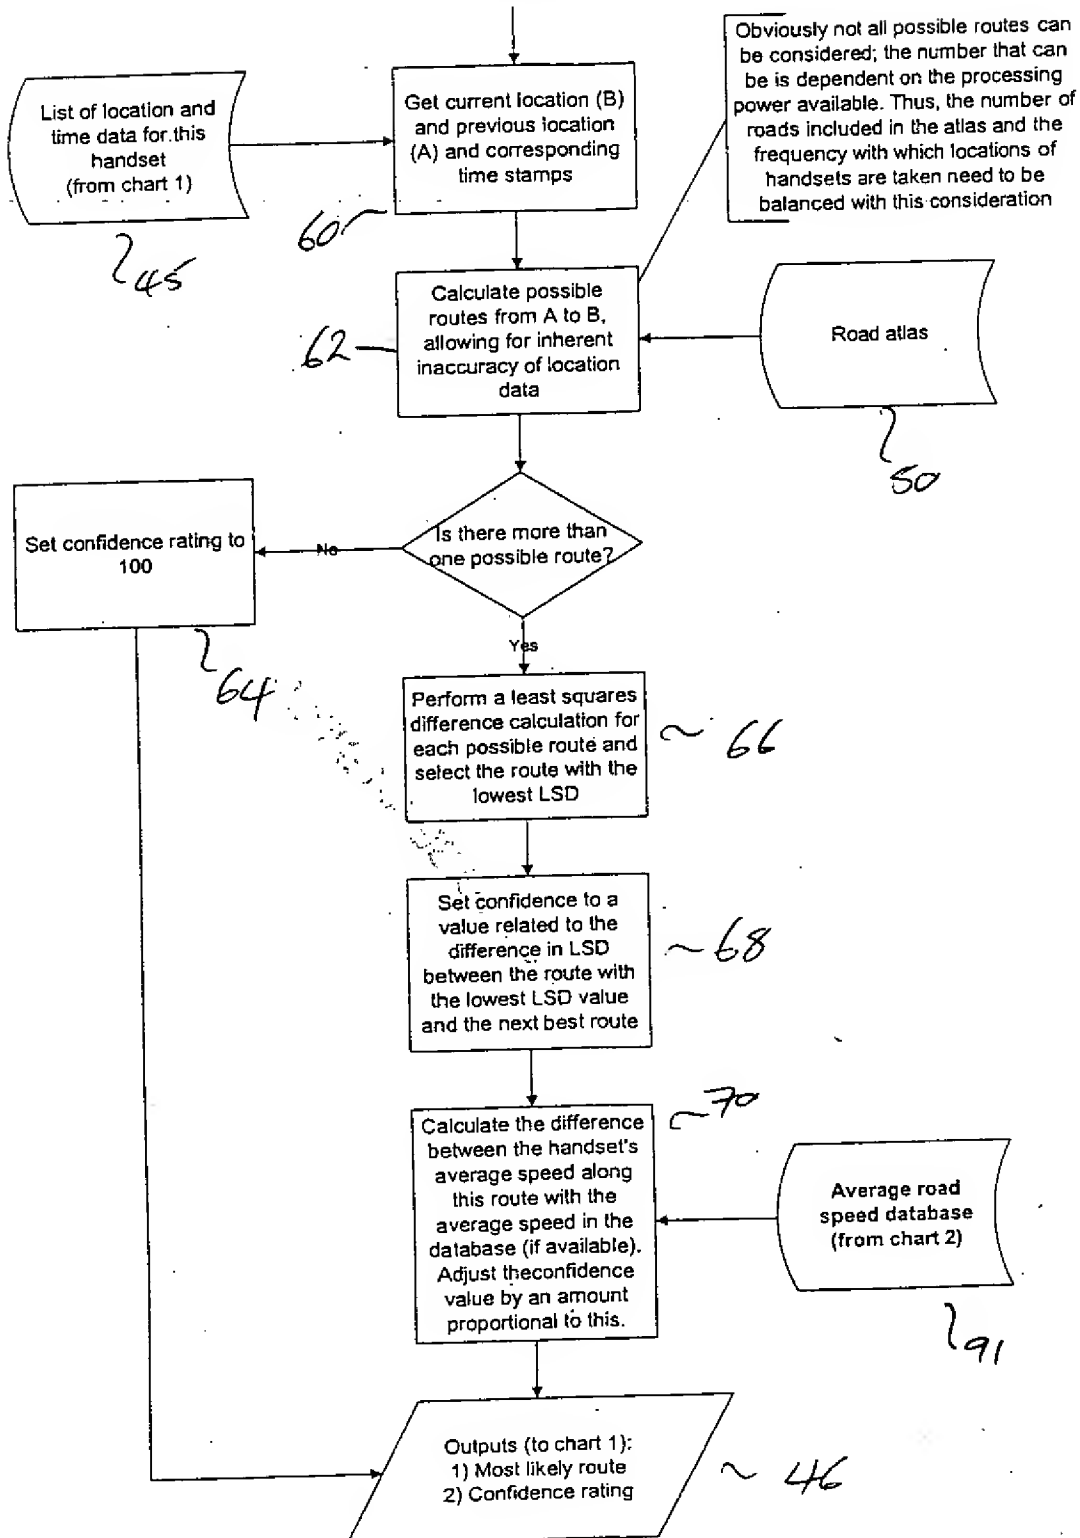 Obviously not all possible routes can
be considered; the number that can
be is dependent on the processing
power available. Thus, the number of
roads included in the atlas and the
frequency with which locations of
handsets are taken need to be
balanced with this consideration
List of location and
time data for this
handset
(from chart 1)
45
Get current location (B)
and previous location
(A) and corresponding
time stamps
60
Calculate possible
routes from A to B,
allowing for inherent
inaccuracy of location
data
62
Road atlas
50
Is there more than
one possible route?
No
Set confidence rating to
100
64
Yes
Perform a least squares
difference calculation for
each possible route and
select the route with the
lowest LSD
66
Set confidence to a
value related to the
difference in LSD
between the route with
the lowest LSD value
and the next best route
68
Calculate the difference
between the handset's
average speed along
this route with the
average speed in the
database (if available).
Adjust theconfidence
value by an amount
proportional to this.
70
Average road
speed database
(from chart 2)
91
Outputs (to chart 1):
1) Most likely route
2) Confidence rating
46